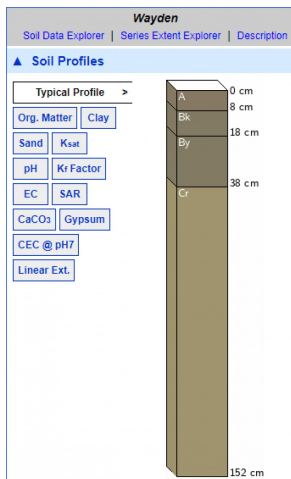 Wayden
Soil Data Explorer | Series Extent Explorer | Description
▲ Soil Profiles
Typical Profile >
Org. Matter Clay
Sand Ksat
pH Kf Factor
EC SAR
CaCO3 Gypsum
CEC @ pH7
Linear Ext.
A
Bk
By
Cr
0 cm
8 cm
18 cm
38 cm
152 cm